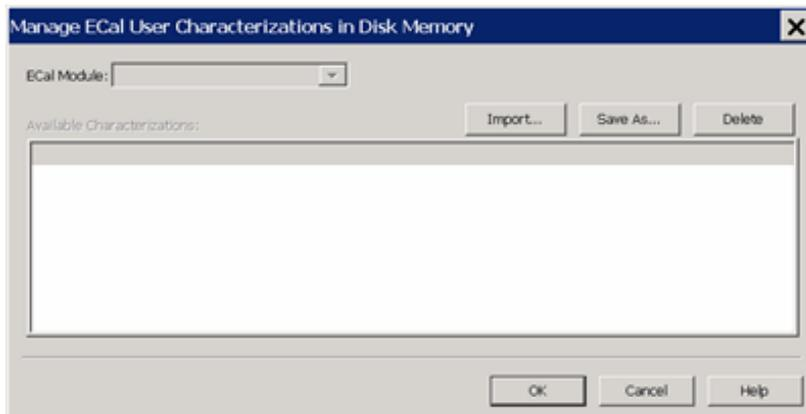 Manage ECal User Characterizations in Disk Memory
ECal Module:
Available Characterizations:
Import... Save As... Delete
OK Cancel Help